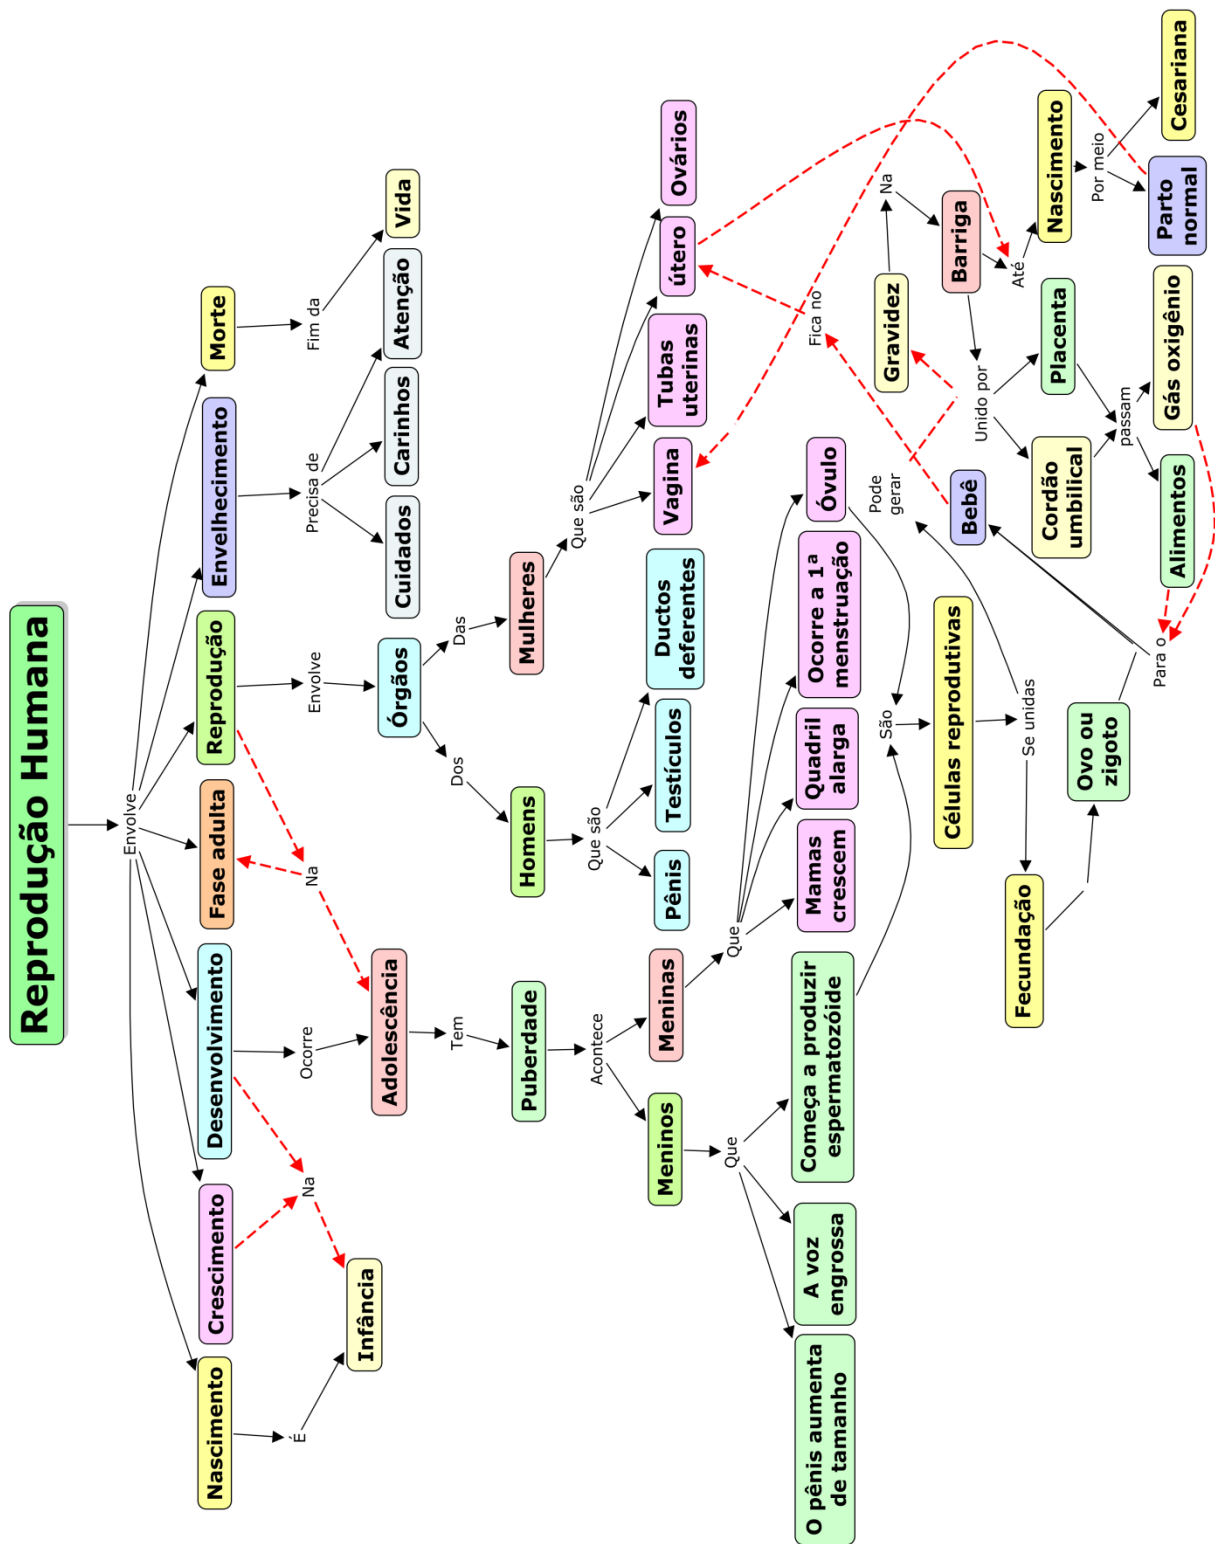 Reprodução Humana
Envolve
Nascimento
Crescimento
Desenvolvimento
Fase adulta
Reprodução
Envelhecimento
Morte
É
Na
Ocorre
Na
Envolve
Precisa de
Fim da
Infância
Adolescência
Órgãos
Cuidados
Carinhos
Atenção
Vida
Tem
Dos
Das
Puberdade
Homens
Mulheres
Acontece
Que são
Que são
Meninos
Meninas
Pênis
Testículos
Ductos
deferentes
Vagina
Tubas
uterinas
útero
Ovários
Que
Que
Fica no
O pênis aumenta
de tamanho
A voz
engrossa
Começa a produzir
espermatozóide
Mamas
crescem
Quadril
alarga
Ocorre a 1ª
menstruação
Óvulo
São
Pode
gerar
Gravidez
Na
Células reprodutivas
Bebê
Barriga
Unido por
Até
Se unidas
Fecundação
Cordão
umbilical
Placenta
Nascimento
Ovo ou
zigoto
passam
Por meio
Para o
Alimentos
Gás oxigênio
Parto
normal
Cesariana